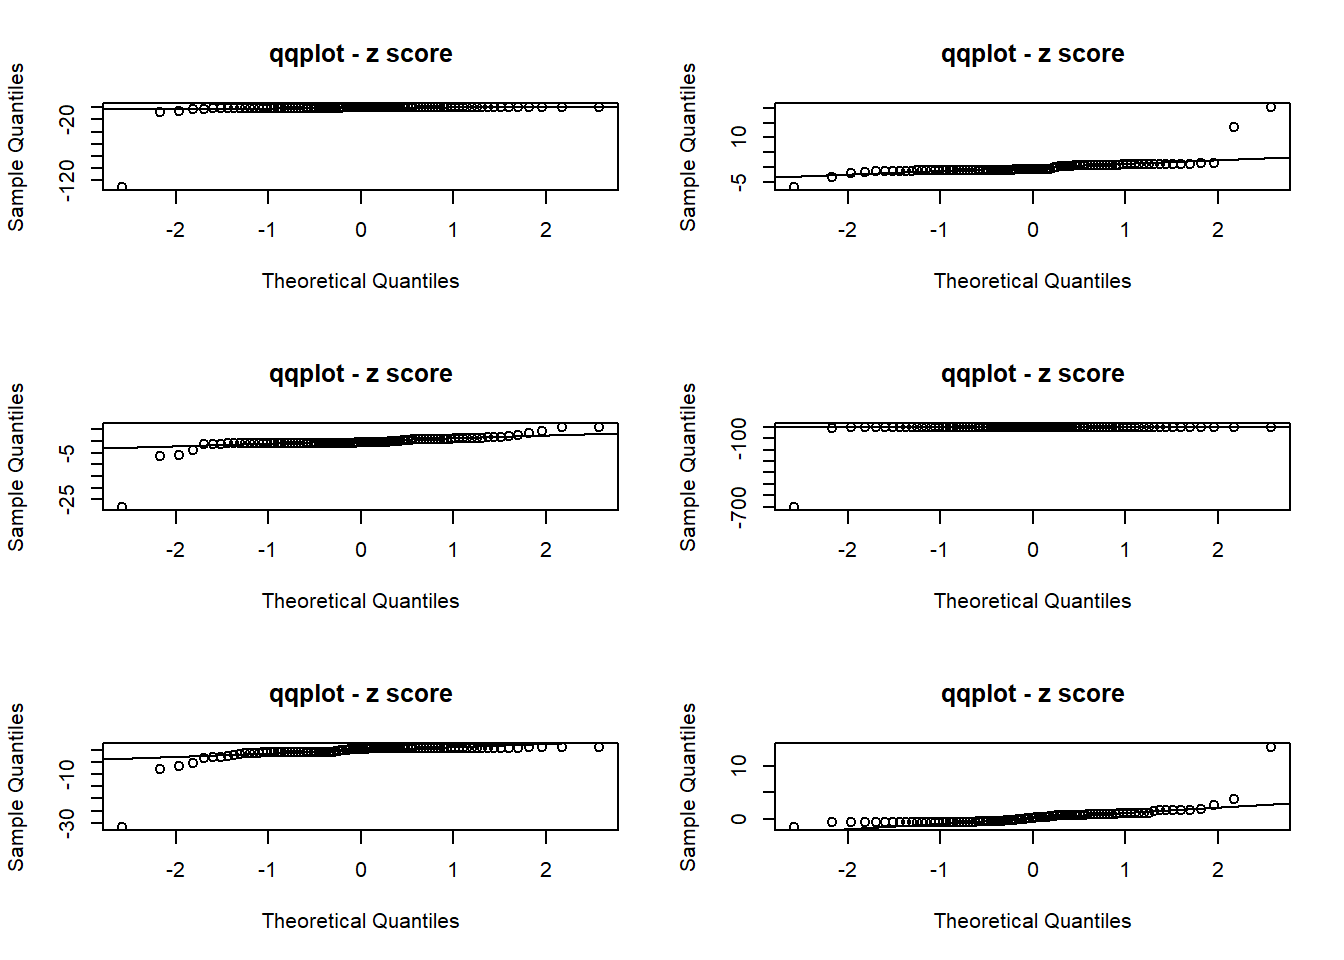 qqplot - z score
Sample Quantiles
-20
-120
-2 -1 0 1 2
Theoretical Quantiles
qqplot - z score
Sample Quantiles
10
-5
-2 -1 0 1 2
Theoretical Quantiles
qqplot - z score
Sample Quantiles
-5
-25
-2 -1 0 1 2
Theoretical Quantiles
qqplot - z score
Sample Quantiles
-100
-700
-2 -1 0 1 2
Theoretical Quantiles
qqplot - z score
Sample Quantiles
-10
-30
-2 -1 0 1 2
Theoretical Quantiles
qqplot - z score
Sample Quantiles
10
0
-2 -1 0 1 2
Theoretical Quantiles